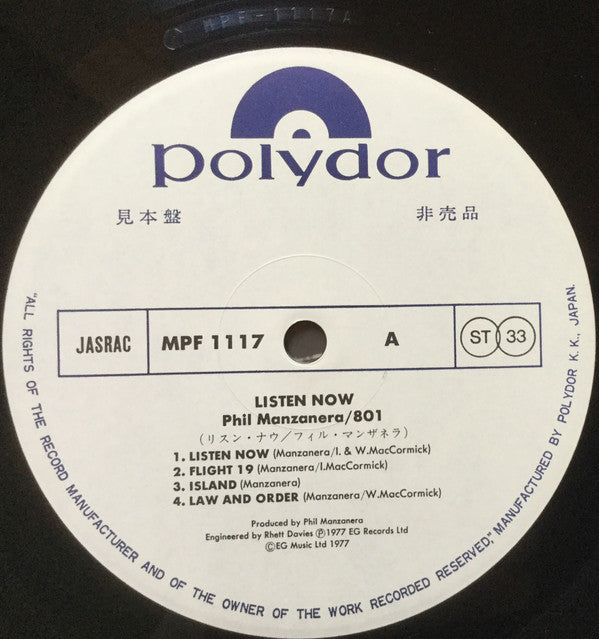 MPF-1117A
polydor
見本盤 非売品
JASRAC MPF 1117 A ST 33
LISTEN NOW
Phil Manzanera/801
(リスン・ナウ／フィル・マンザネラ)
1. LISTEN NOW (Manzanera/I. & W.MacCormick)
2. FLIGHT 19 (Manzanera/I.MacCormick)
3. ISLAND (Manzanera)
4. LAW AND ORDER (Manzanera/W.MacCormick)
Produced by Phil Manzanera
Engineered by Rhett Davies ℗1977 EG Records Ltd
©EG Music Ltd 1977
"ALL RIGHTS OF THE RECORD MANUFACTURER AND OF THE OWNER OF THE WORK RECORDED RESERVED," MANUFACTURED BY POLYDOR K. K., JAPAN.